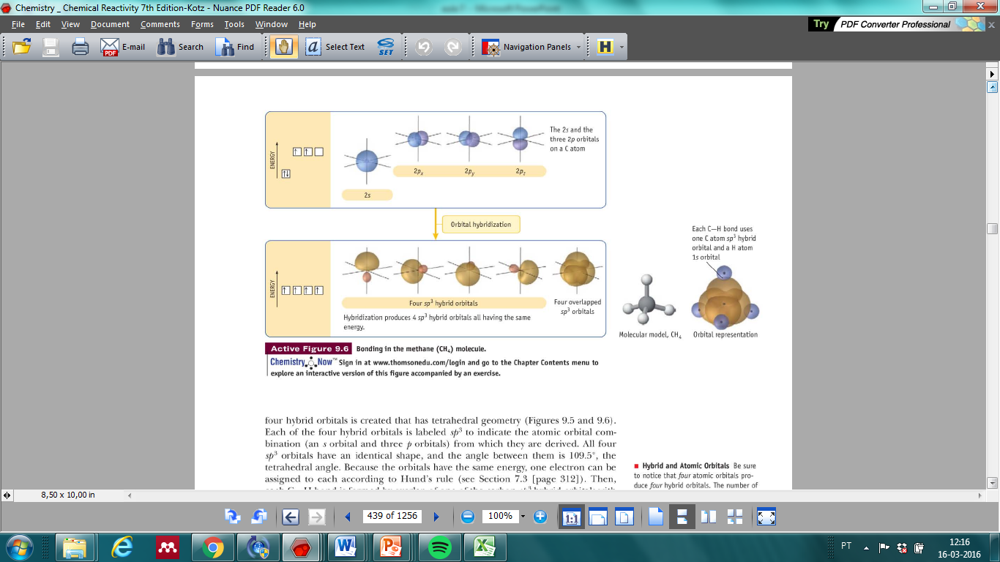 Chemistry _ Chemical Reactivity 7th Edition-Kotz - Nuance PDF Reader 6.0
File Edit View Document Comments Forms Tools Window Help
Try PDF Converter Professional
PDF E-mail Search Find a Select Text SET Navigation Panels H
ENERGY
The 2s and the
three 2p orbitals
on a C atom
2px 2py 2pz
2s
Orbital hybridization
ENERGY
Four sp³ hybrid orbitals
Hybridization produces 4 sp³ hybrid orbitals all having the same
energy.
Four overlapped
sp³ orbitals
Each C—H bond uses
one C atom sp³ hybrid
orbital and a H atom
1s orbital
Molecular model, CH₄ Orbital representation
Active Figure 9.6 Bonding in the methane (CH₄) molecule.
Chemistry Now™ Sign in at www.thomsonedu.com/login and go to the Chapter Contents menu to
explore an interactive version of this figure accompanied by an exercise.
four hybrid orbitals is created that has tetrahedral geometry (Figures 9.5 and 9.6).
Each of the four hybrid orbitals is labeled sp³ to indicate the atomic orbital com-
bination (an s orbital and three p orbitals) from which they are derived. All four
sp³ orbitals have an identical shape, and the angle between them is 109.5°, the
tetrahedral angle. Because the orbitals have the same energy, one electron can be
assigned to each according to Hund's rule (see Section 7.3 [page 312]). Then,
■ Hybrid and Atomic Orbitals Be sure
to notice that four atomic orbitals pro-
duce four hybrid orbitals. The number of
8,50 x 10,00 in
439 of 1256 100% 1:1
W P X PT 12:16
16-03-2016